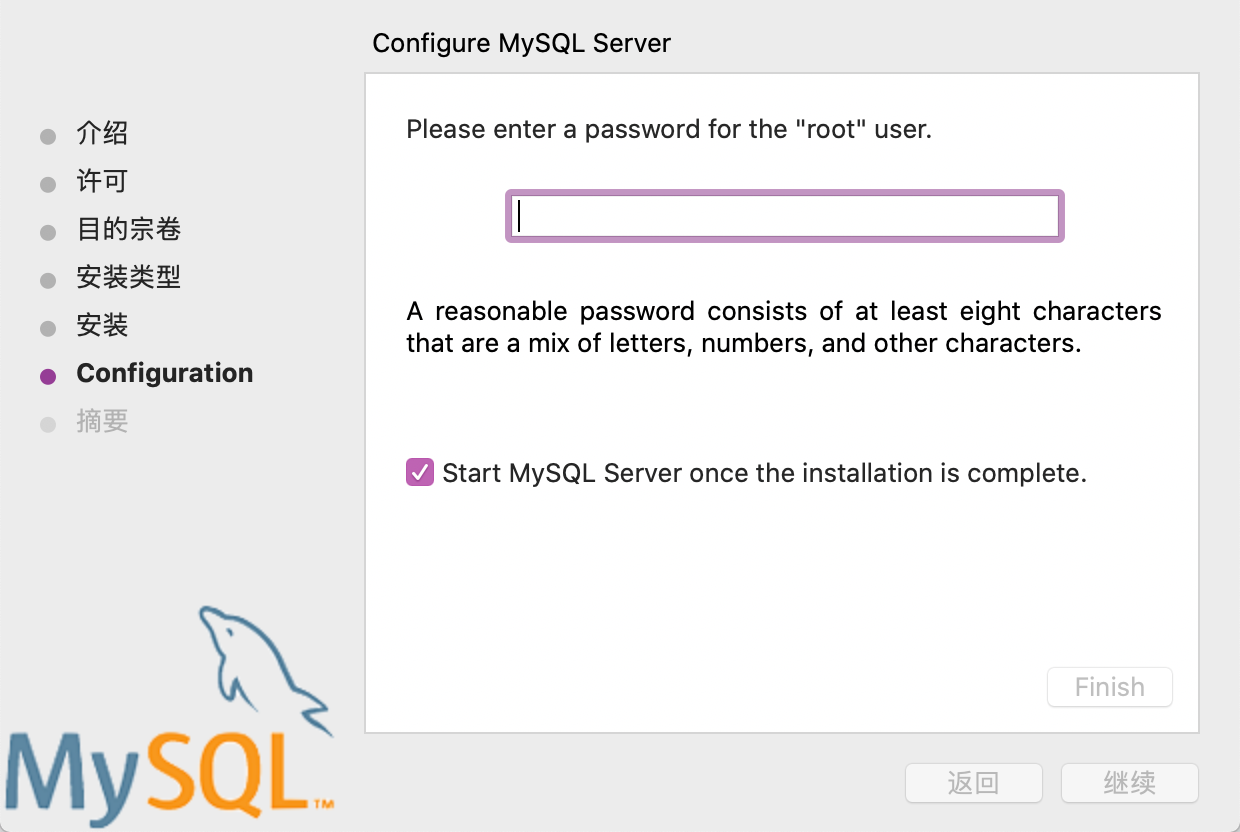 Configure MySQL Server
介绍
许可
目的宗卷
安装类型
安装
Configuration
摘要
Please enter a password for the "root" user.
A reasonable password consists of at least eight characters
that are a mix of letters, numbers, and other characters.
Start MySQL Server once the installation is complete.
Finish
MySQL™
返回
继续